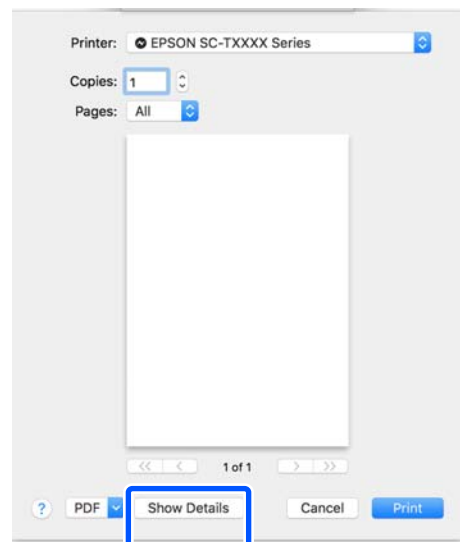 Printer: EPSON SC-TXXXX Series
Copies: 1
Pages: All
<< < 1 of 1 > >>
? PDF Show Details Cancel Print